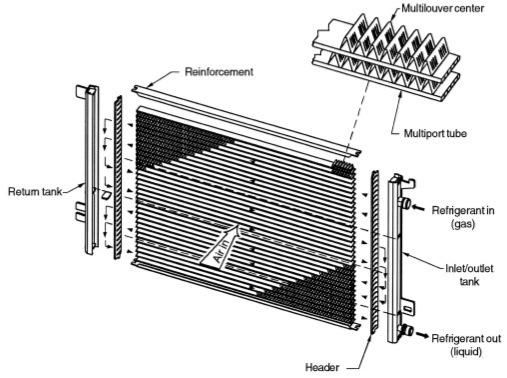 Multilouver center
Reinforcement
Multiport tube
Return tank
Refrigerant in
(gas)
Air in
Inlet/outlet
tank
Refrigerant out
(liquid)
Header